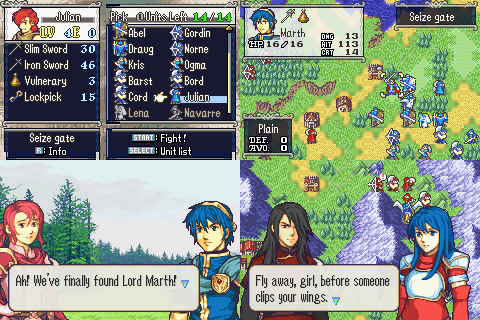 Julian
LV 4 E 0
Slim Sword 30
Iron Sword 46
Vulnerary 3
Lockpick 15
Seize gate
R: Info
Pick 0 Units Left 14/14
Abel Gordin
Draug Norne
Kris Ogma
Barst Bord
Cord Julian
Lena Navarre
START: Fight!
SELECT: Unit list
Marth
HP 16/16
DMG 13
HIT 113
CRT 14
Seize gate
Plain
DEF. 0
AVO. 0
Ah! We've finally found Lord Marth!
Fly away, girl, before someone
clips your wings.